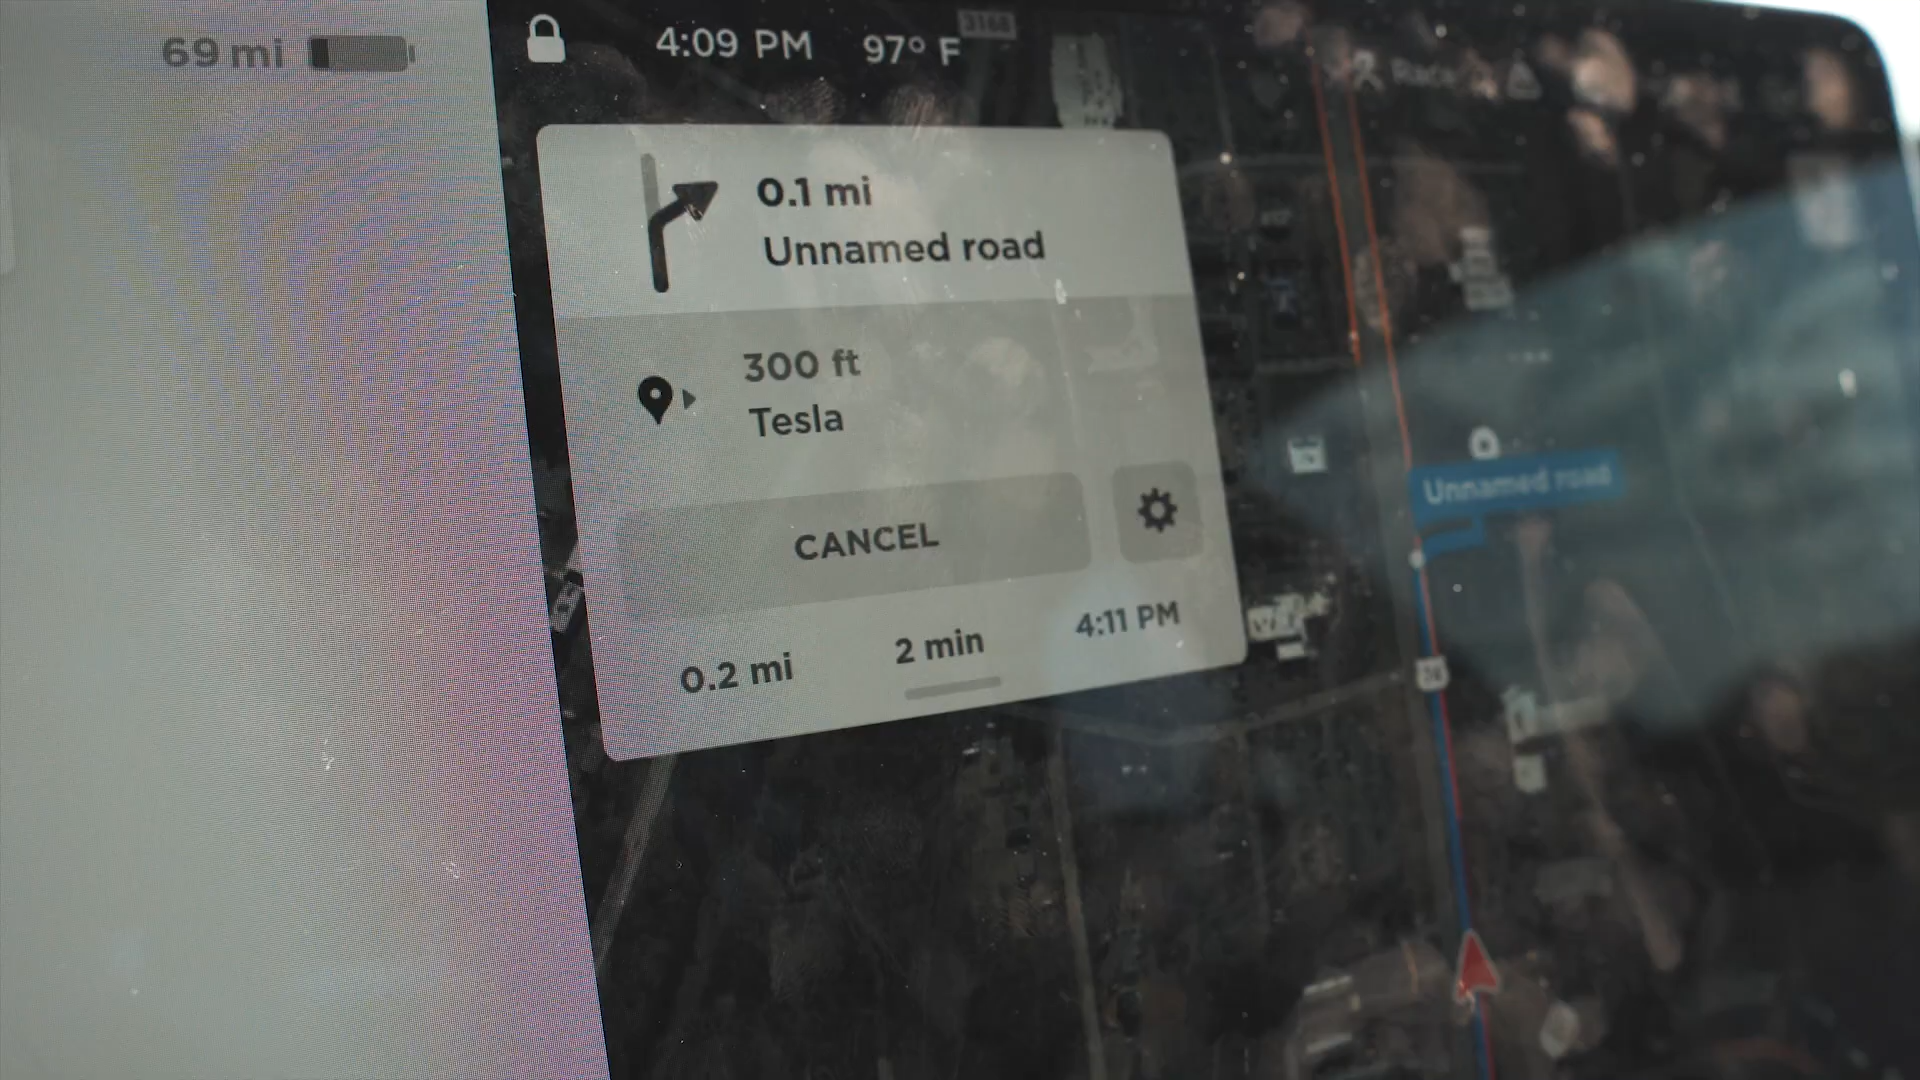 69 mi
4:09 PM
97° F
3168
0.1 mi
Unnamed road
300 ft
Tesla
CANCEL
0.2 mi
2 min
4:11 PM
Unnamed road